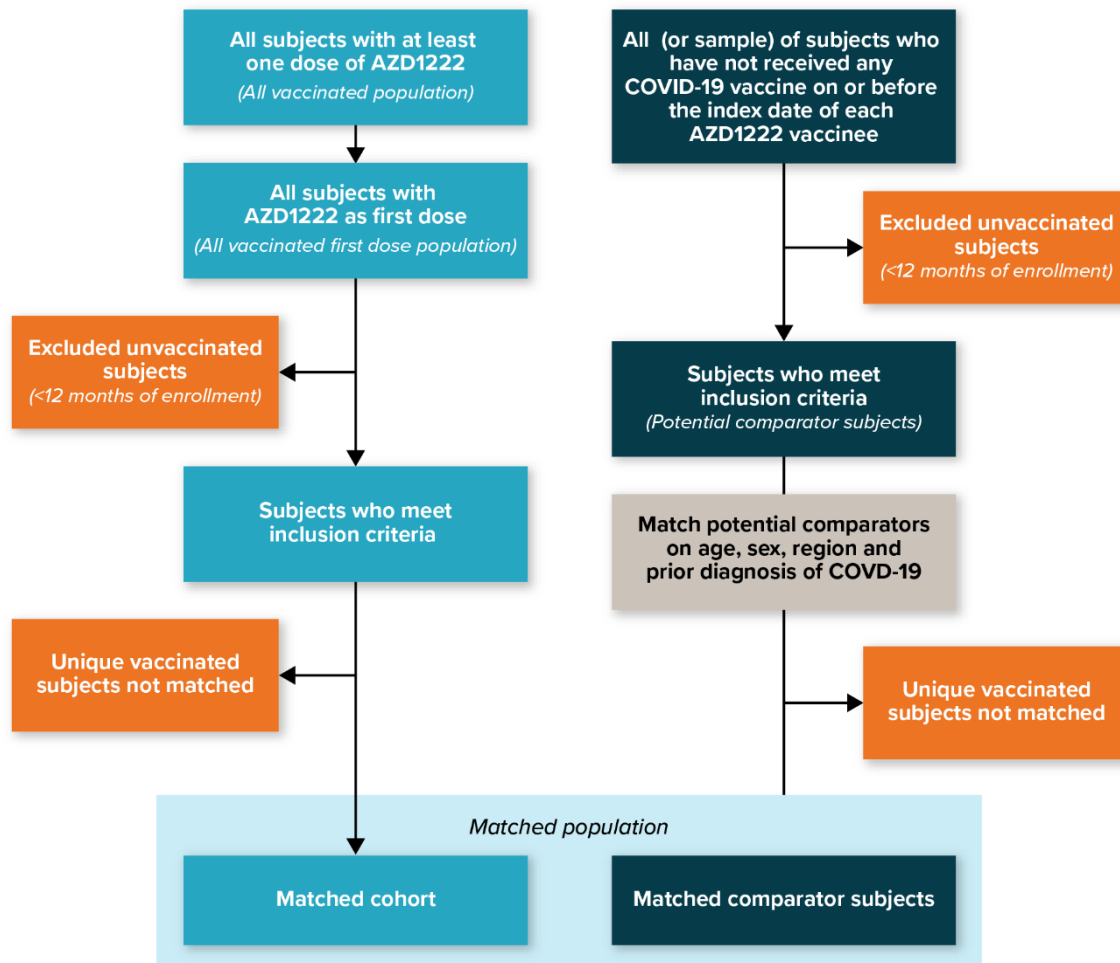 All subjects with at least
one dose of AZD1222
(All vaccinated population)
All subjects with
AZD1222 as first dose
(All vaccinated first dose population)
Excluded unvaccinated
subjects
(<12 months of enrollment)
Subjects who meet
inclusion criteria
Unique vaccinated
subjects not matched
All (or sample) of subjects who
have not received any
COVID-19 vaccine on or before
the index date of each
AZD1222 vaccinee
Excluded unvaccinated
subjects
(<12 months of enrollment)
Subjects who meet
inclusion criteria
(Potential comparator subjects)
Match potential comparators
on age, sex, region and
prior diagnosis of COVD-19
Unique vaccinated
subjects not matched
Matched population
Matched cohort
Matched comparator subjects